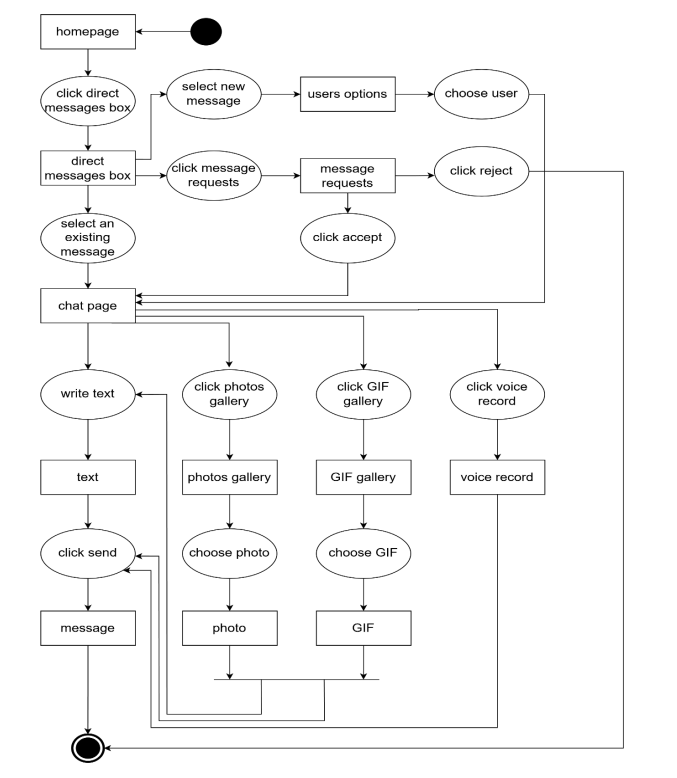 homepage
click direct
messages box
select new
message
users options
choose user
direct
messages box
click message
requests
message
requests
click reject
select an
existing
message
click accept
chat page
write text
click photos
gallery
click GIF
gallery
click voice
record
text
photos gallery
GIF gallery
voice record
click send
choose photo
choose GIF
message
photo
GIF